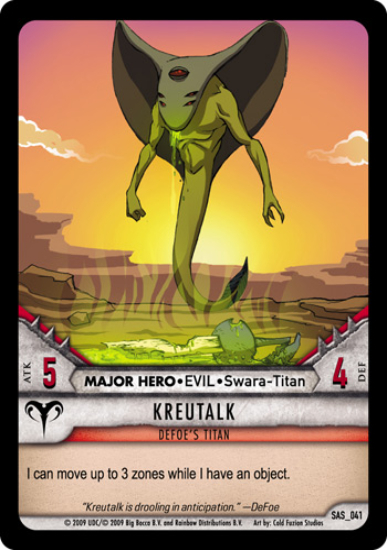 ATK 5 MAJOR HERO•EVIL•Swara-Titan 4 DEF
KREUTALK
DEFOE'S TITAN
I can move up to 3 zones while I have an object.
"Kreutalk is drooling in anticipation." —DeFoe
SAS_041
© 2009 UDC/© 2009 Big Bocca B.V. and Rainbow Distributions B.V. Art by: Cold Fuzion Studios